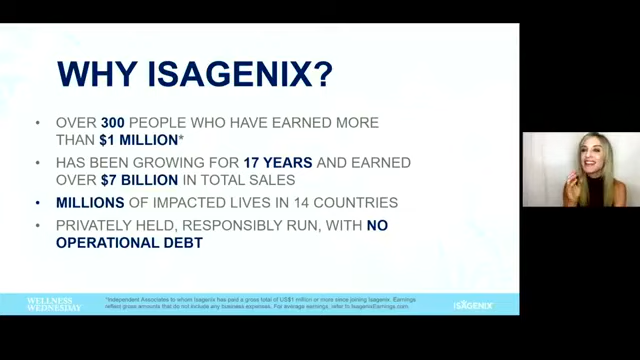 WHY ISAGENIX?
• OVER 300 PEOPLE WHO HAVE EARNED MORE
THAN $1 MILLION*
• HAS BEEN GROWING FOR 17 YEARS AND EARNED
OVER $7 BILLION IN TOTAL SALES
• MILLIONS OF IMPACTED LIVES IN 14 COUNTRIES
• PRIVATELY HELD, RESPONSIBLY RUN, WITH NO
OPERATIONAL DEBT
WELLNESS
WEDNESDAY
*Independent Associates to whom Isagenix has paid a gross total of US$1 million or more since joining Isagenix. Earnings
reflect gross amounts that do not include any business expenses. For average earnings, refer to IsagenixEarnings.com.
ISAGENIX